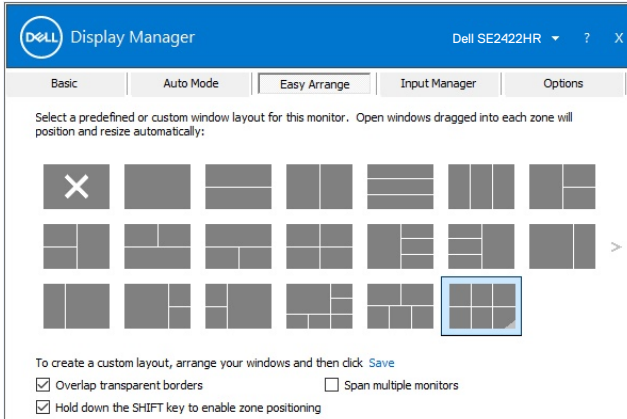 DELL Display Manager Dell SE2422HR ? X
Basic Auto Mode Easy Arrange Input Manager Options
Select a predefined or custom window layout for this monitor. Open windows dragged into each zone will
position and resize automatically:
To create a custom layout, arrange your windows and then click Save
Overlap transparent borders Span multiple monitors
Hold down the SHIFT key to enable zone positioning